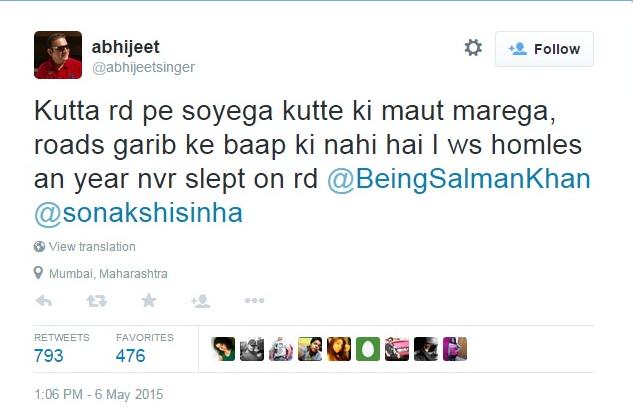 abhijeet
@abhijeetsinger
Follow
Kutta rd pe soyega kutte ki maut marega,
roads garib ke baap ki nahi hai I ws homles
an year nvr slept on rd @BeingSalmanKhan
@sonakshisinha
View translation
Mumbai, Maharashtra
RETWEETS FAVORITES
793 476
1:06 PM - 6 May 2015